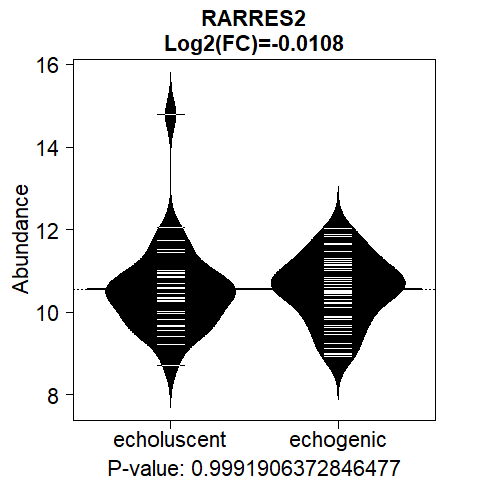 RARRES2
Log2(FC)=-0.0108
Abundance
16
14
12
10
8
echoluscent echogenic
P-value: 0.9991906372846477